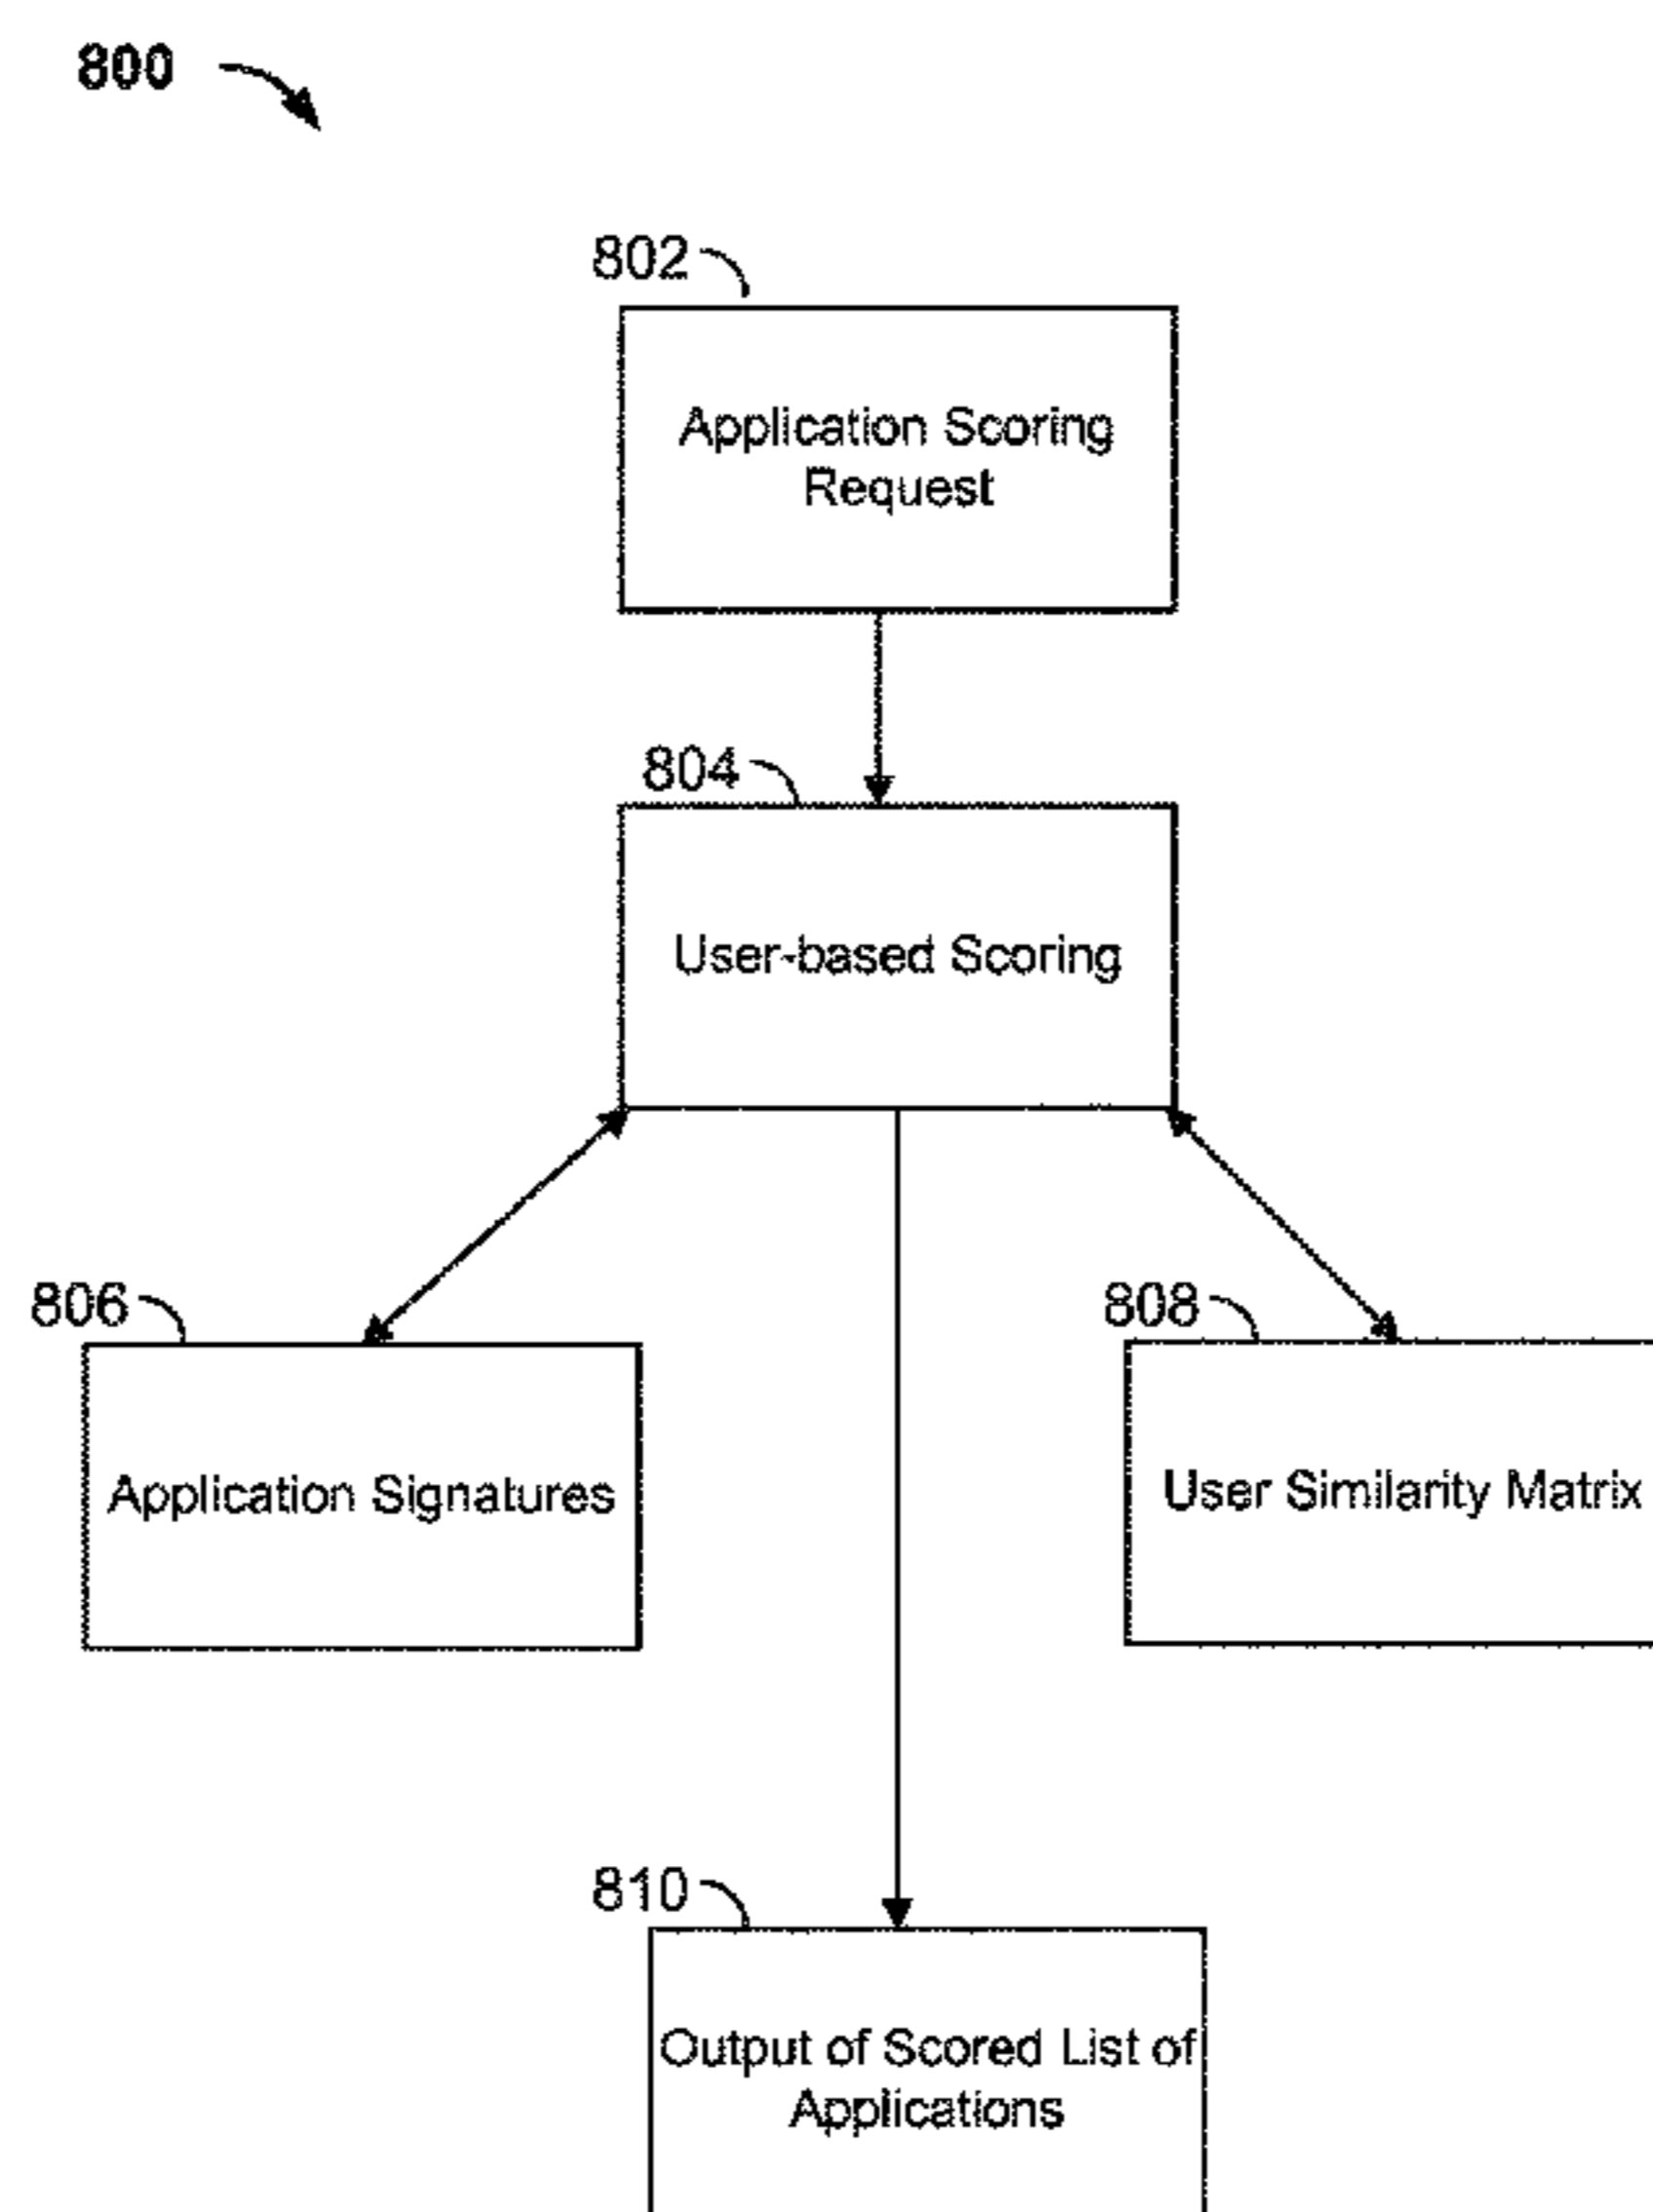 800
802
Application Scoring
Request
804
User-based Scoring
806
808
Application Signatures
User Similarity Matrix
810
Output of Scored List of
Applications